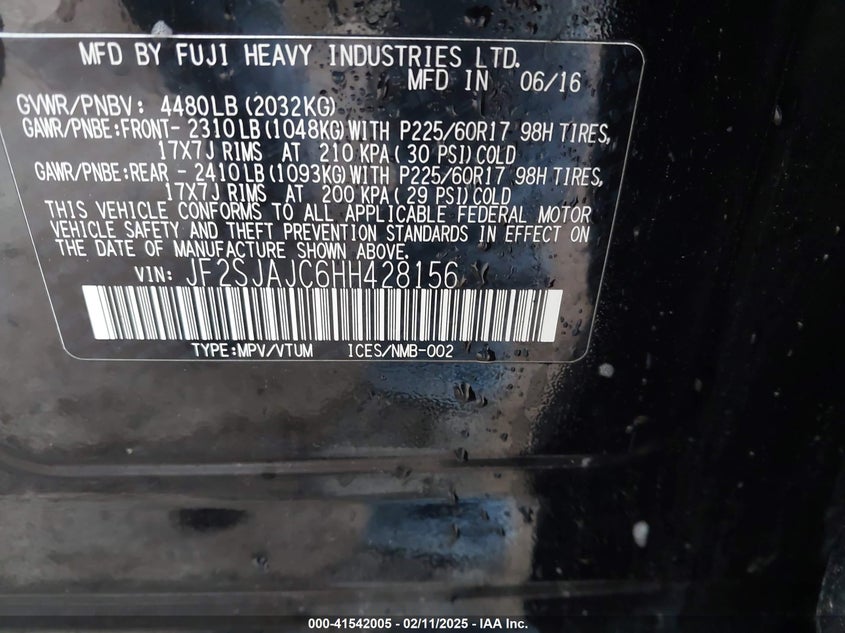 MFD BY FUJI HEAVY INDUSTRIES LTD.
MFD IN 06/16
GVWR/PNBV: 4480LB(2032KG)
GAWR/PNBE:FRONT- 2310LB(1048KG)WITH P225/60R17 98H TIRES,
17X7J RIMS AT 210 KPA(30 PSI)COLD
GAWR/PNBE:REAR - 2410LB(1093KG)WITH P225/60R17 98H TIRES,
17X7J RIMS AT 200 KPA(29 PSI)COLD
THIS VEHICLE CONFORMS TO ALL APPLICABLE FEDERAL MOTOR
VEHICLE SAFETY AND THEFT PREVENTION STANDARDS IN EFFECT ON
THE DATE OF MANUFACTURE SHOWN ABOVE.
VIN: JF2SJAJC6HH428156
TYPE:MPV/VTUM ICES/NMB-002
000-41542005 - 02/11/2025 - IAA Inc.